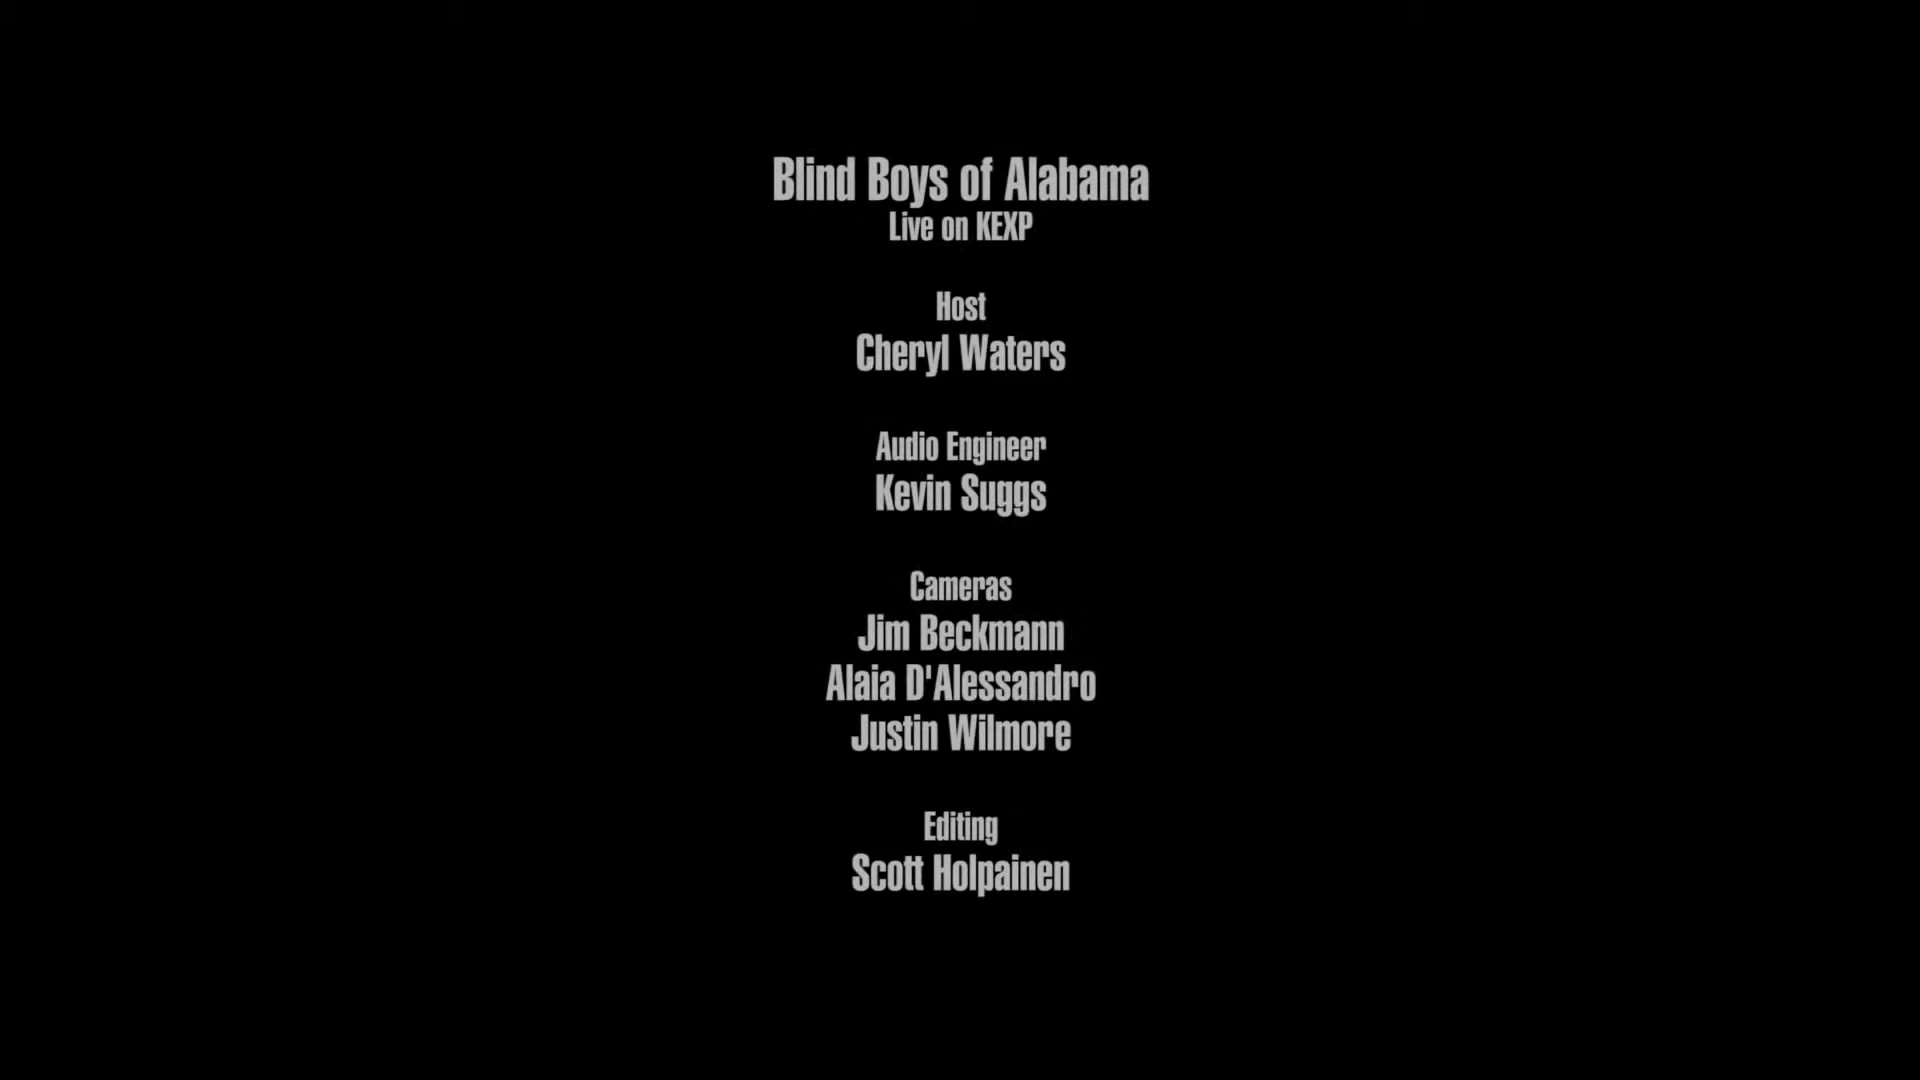 Blind Boys of Alabama
Live on KEXP
Host
Cheryl Waters
Audio Engineer
Kevin Suggs
Cameras
Jim Beckmann
Alaia D'Alessandro
Justin Wilmore
Editing
Scott Holpainen